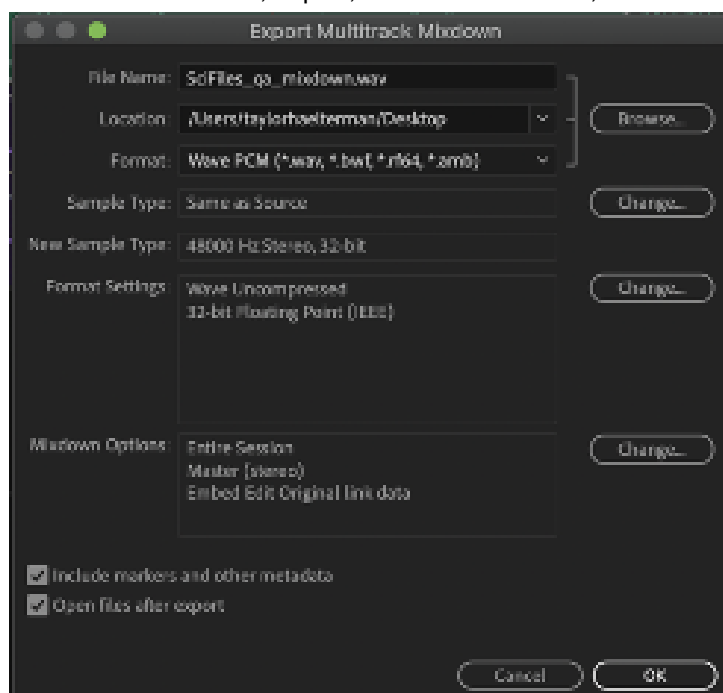 Export Multitrack Mixdown
File Name: SciFiles_qa_mixdown.wav
Location: /Users/taylorhaelterman/Desktop
Browse...
Format: Wave PCM (*.wav, *.bwf, *.rf64, *.amb)
Sample Type: Same as Source
Change...
New Sample Type: 48000 Hz Stereo, 32-bit
Format Settings: Wave Uncompressed
Change...
32-bit Floating Point (IEEE)
Mixdown Options: Entire Session
Change...
Master (stereo)
Embed Edit Original link data
Include markers and other metadata
Open files after export
Cancel OK